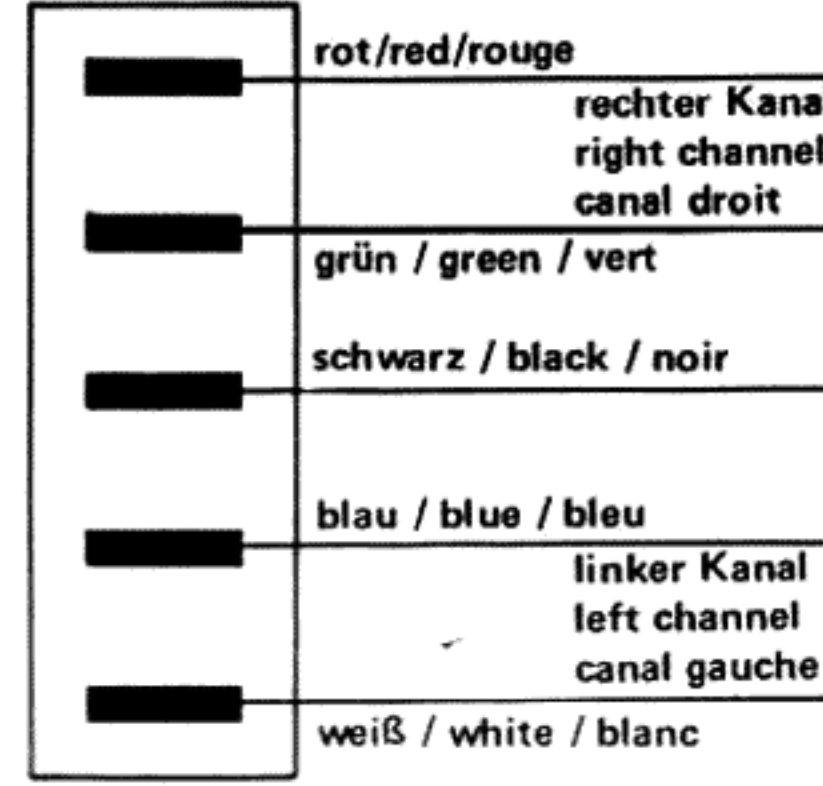 rot/red/rouge
rechter Kanal
right channel
canal droit
grün / green / vert
schwarz / black / noir
blau / blue / bleu
linker Kanal
left channel
canal gauche
weiß / white / blanc